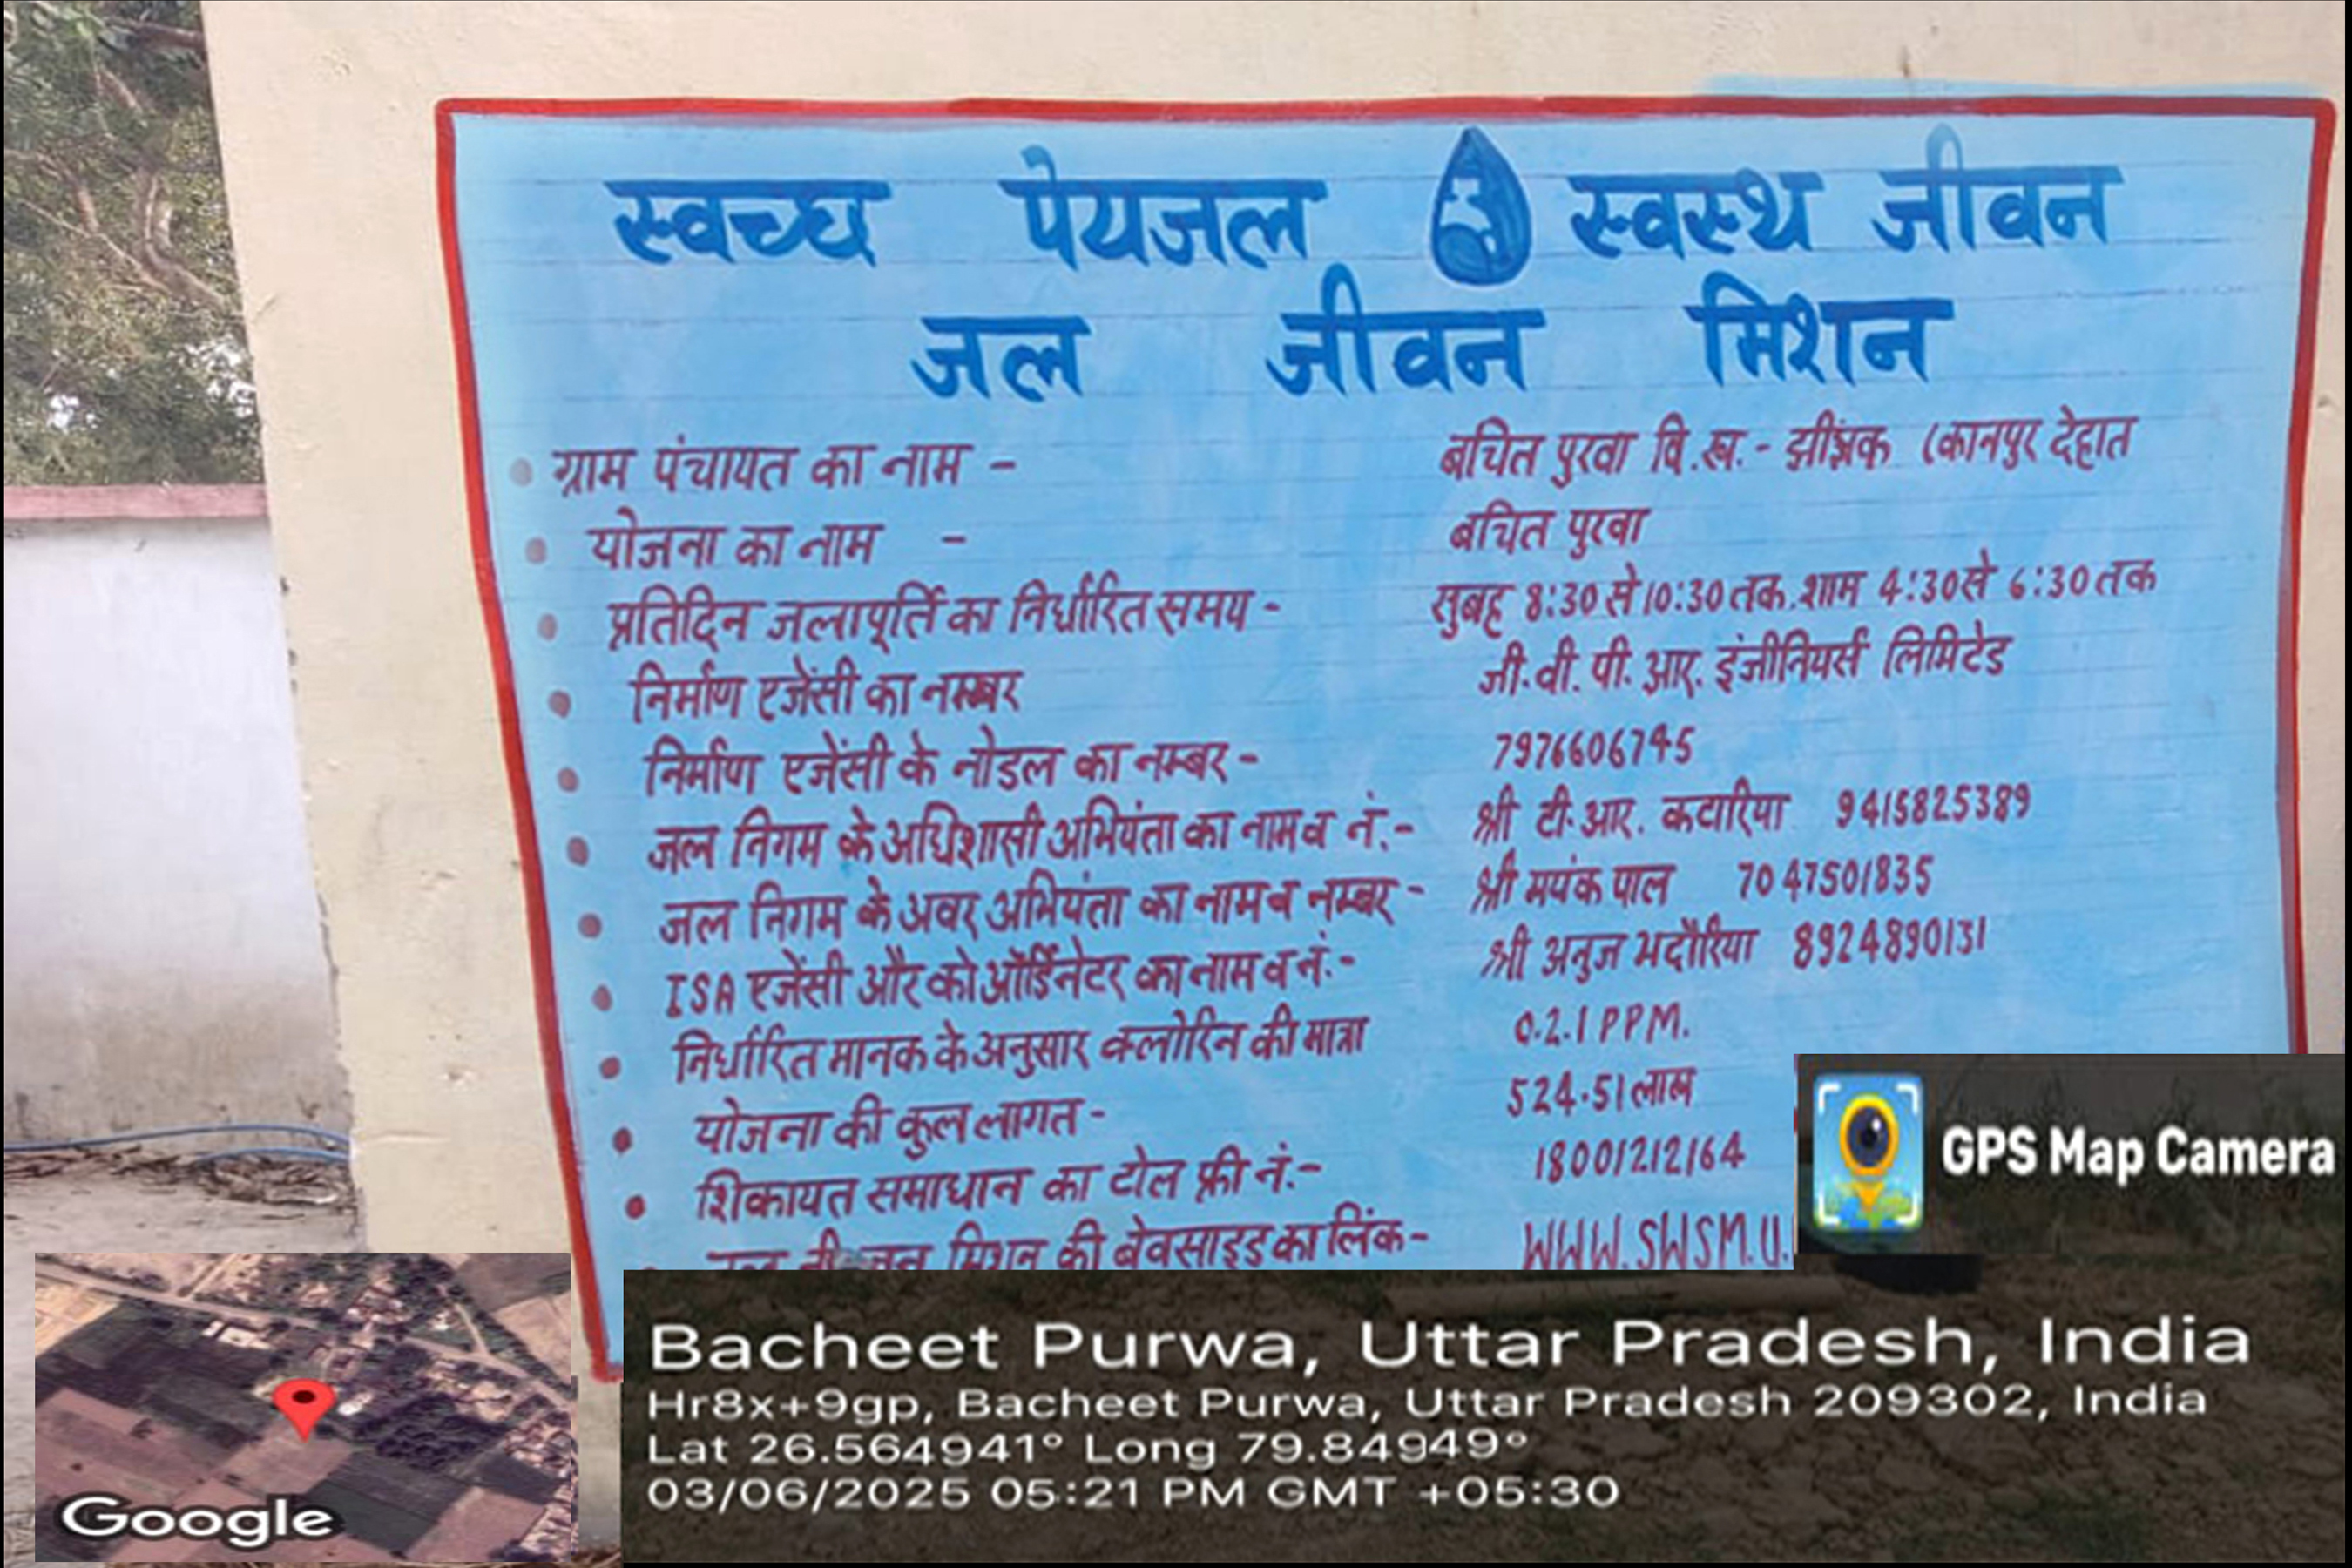 स्वच्छ पेयजल स्वस्थ जीवन
जल जीवन मिशन
ग्राम पंचायत का नाम - बचित पुरवा वि.ख.- झींझक (कानपुर देहात
योजना का नाम - बचित पुरवा
प्रतिदिन जलापूर्ति का निर्धारित समय - सुबह 8:30 से 10:30 तक. शाम 4:30 से 6:30 तक
निर्माण एजेंसी का नम्बर जी. वी. पी. आर. इंजीनियर्स लिमिटेड
निर्माण एजेंसी के नोडल का नम्बर - 7976606745
जल निगम के अधिशासी अभियंता का नाम व नं.- श्री टी. आर. कटारिया 9415825389
जल निगम के अवर अभियंता का नाम व नम्बर - श्री मयंक पाल 7047501835
ISA एजेंसी और को ऑर्डिनेटर का नाम व नं.- श्री अनुज भदौरिया 8924890131
निर्धारित मानक के अनुसार क्लोरिन की मात्रा 0.2.1 PPM.
योजना की कुल लागत - 524.51 लाख
शिकायत समाधान का टोल फ्री नं.- 18001212164
मिशन की बेवसाइड का लिंक- WWW.SWSM.U.
GPS Map Camera
Google
Bacheet Purwa, Uttar Pradesh, India
Hr8x+9gp, Bacheet Purwa, Uttar Pradesh 209302, India
Lat 26.564941° Long 79.84949°
03/06/2025 05:21 PM GMT +05:30